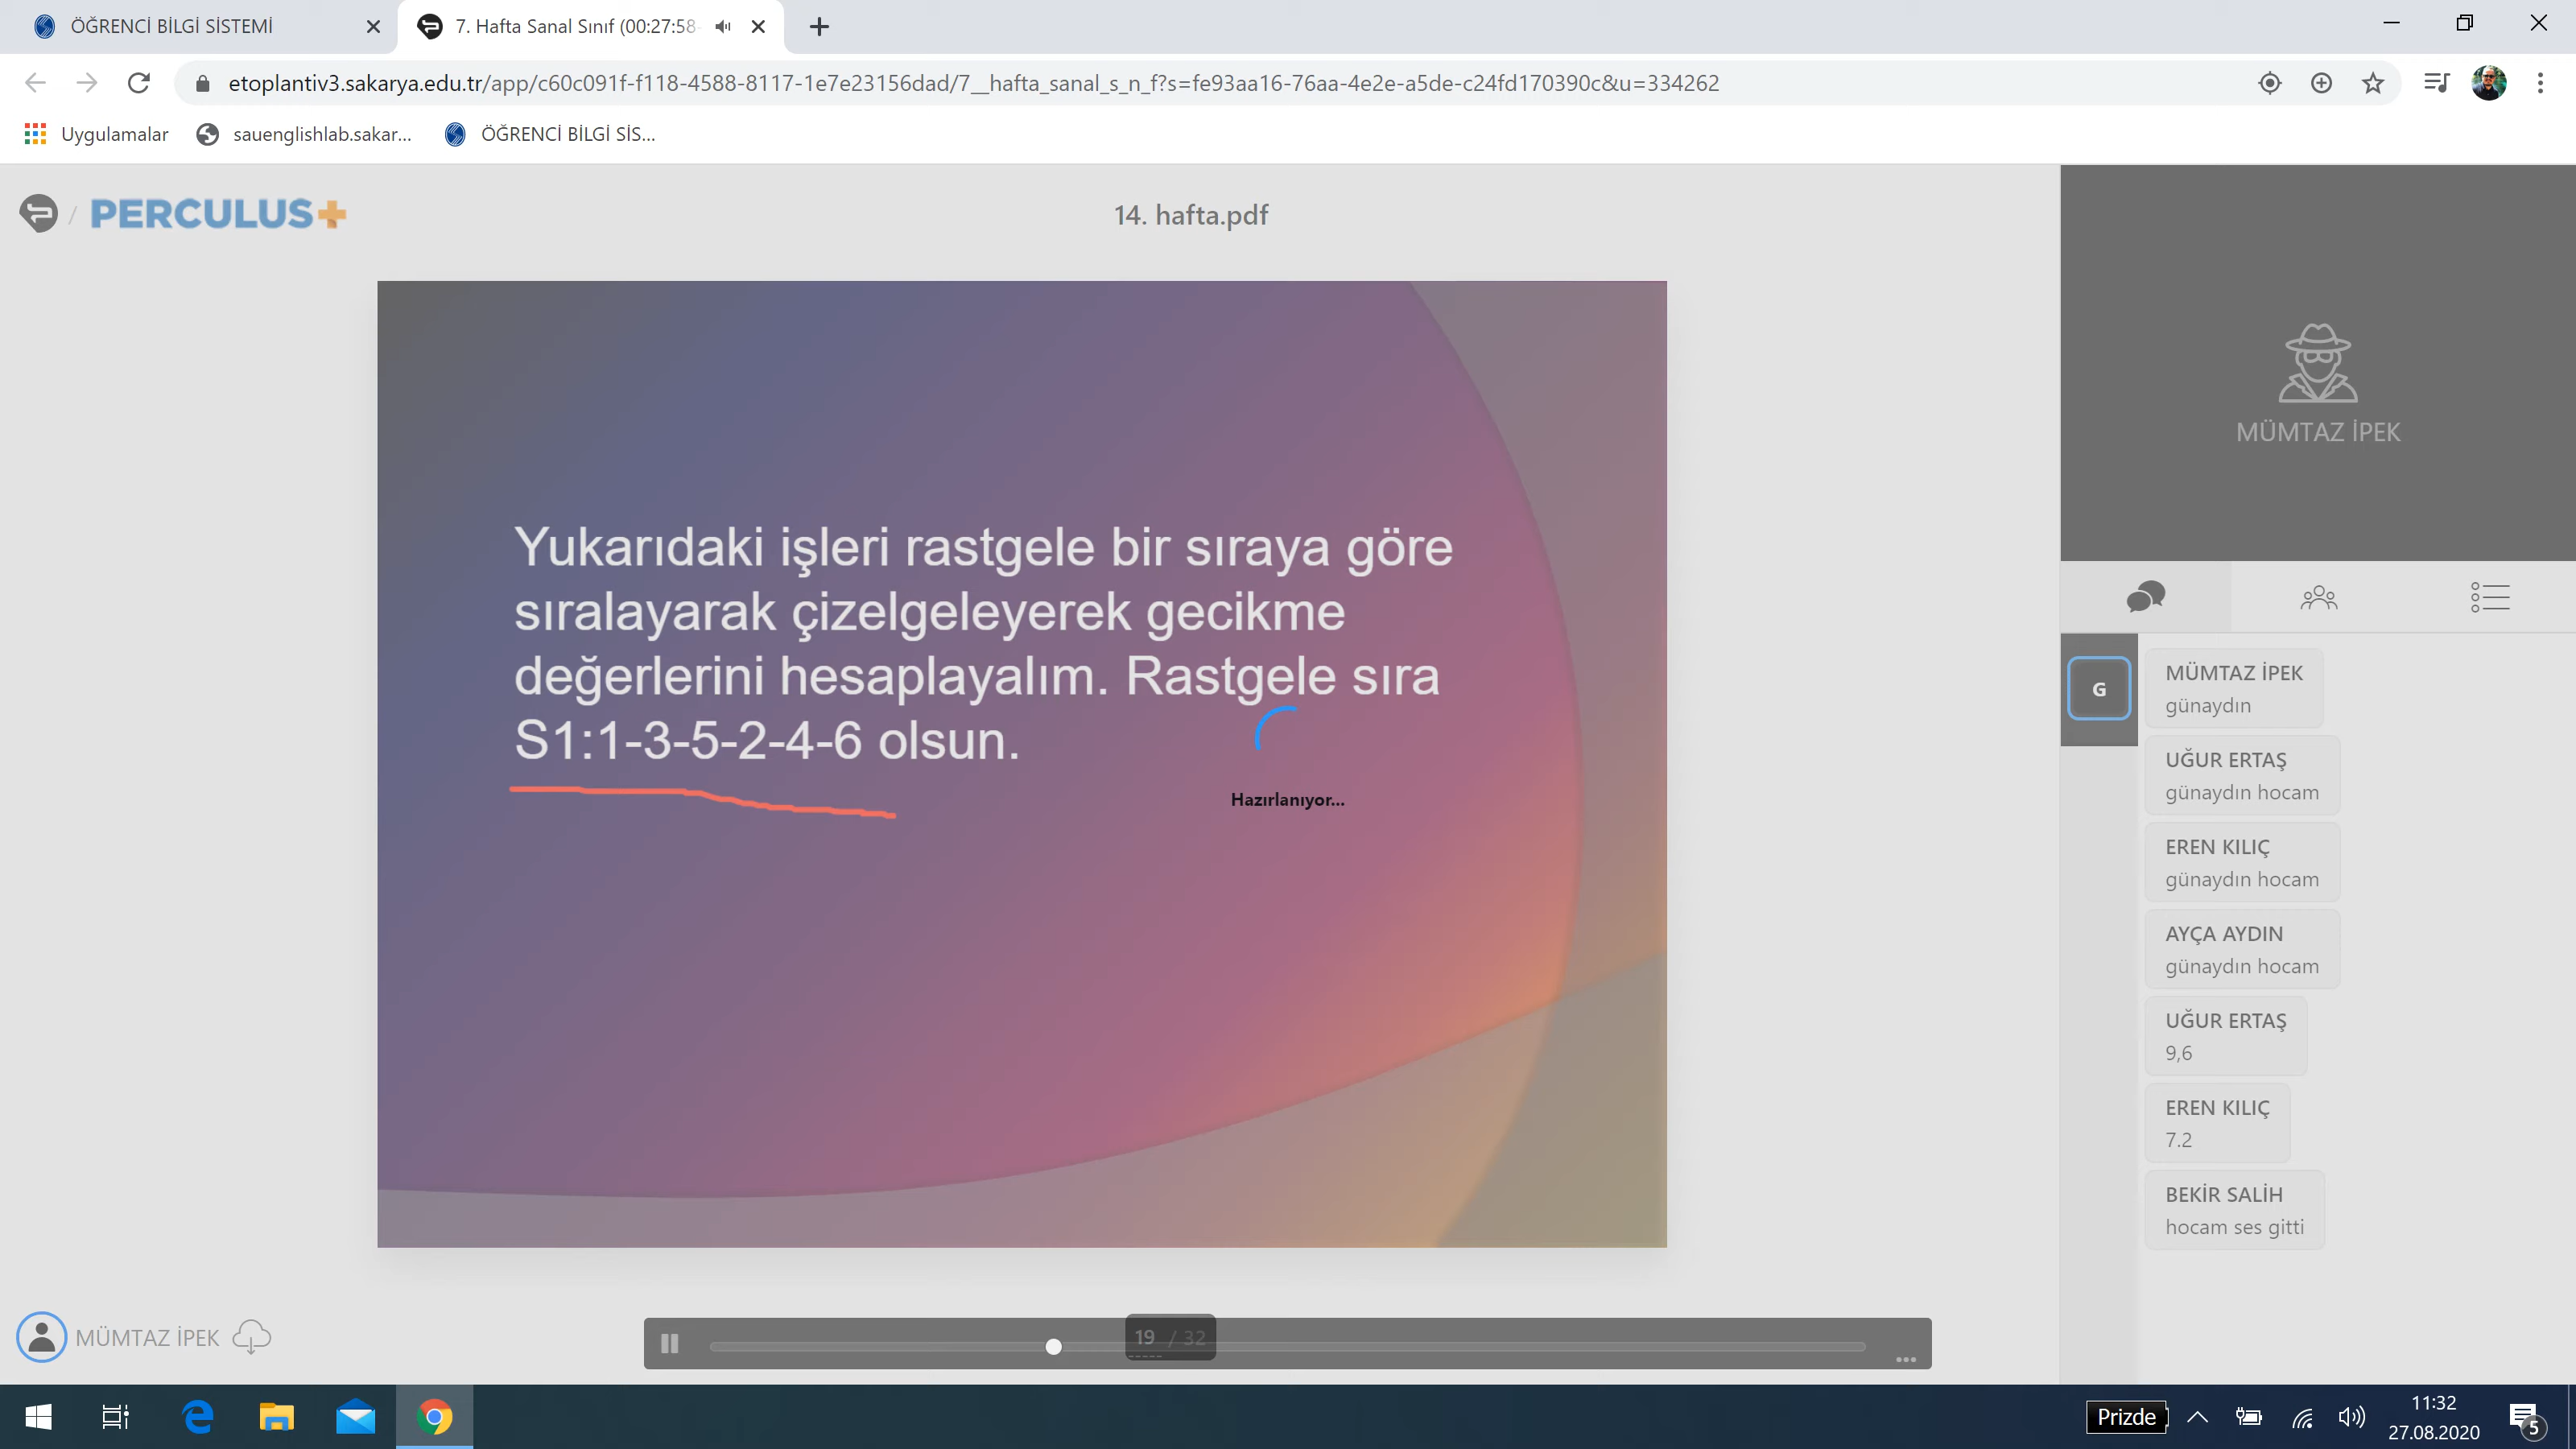 ÖĞRENCİ BİLGİ SİSTEMİ
7. Hafta Sanal Sınıf (00:27:58-
etoplantiv3.sakarya.edu.tr/app/c60c091f-f118-4588-8117-1e7e23156dad/7__hafta_sanal_s_n_f?s=fe93aa16-76aa-4e2e-a5de-c24fd170390c&u=334262
Uygulamalar
sauenglishlab.sakar...
ÖĞRENCİ BİLGİ SİS...
/ PERCULUS+
14. hafta.pdf
MÜMTAZ İPEK
Yukarıdaki işleri rastgele bir sıraya göre
sıralayarak çizelgeleyerek gecikme
değerlerini hesaplayalım. Rastgele sıra
S1:1-3-5-2-4-6 olsun.
Hazırlanıyor...
G
MÜMTAZ İPEK
günaydın
UĞUR ERTAŞ
günaydın hocam
EREN KILIÇ
günaydın hocam
AYÇA AYDIN
günaydın hocam
UĞUR ERTAŞ
9,6
EREN KILIÇ
7.2
BEKİR SALİH
hocam ses gitti
MÜMTAZ İPEK
19 / 32
Prizde
11:32
27.08.2020
5